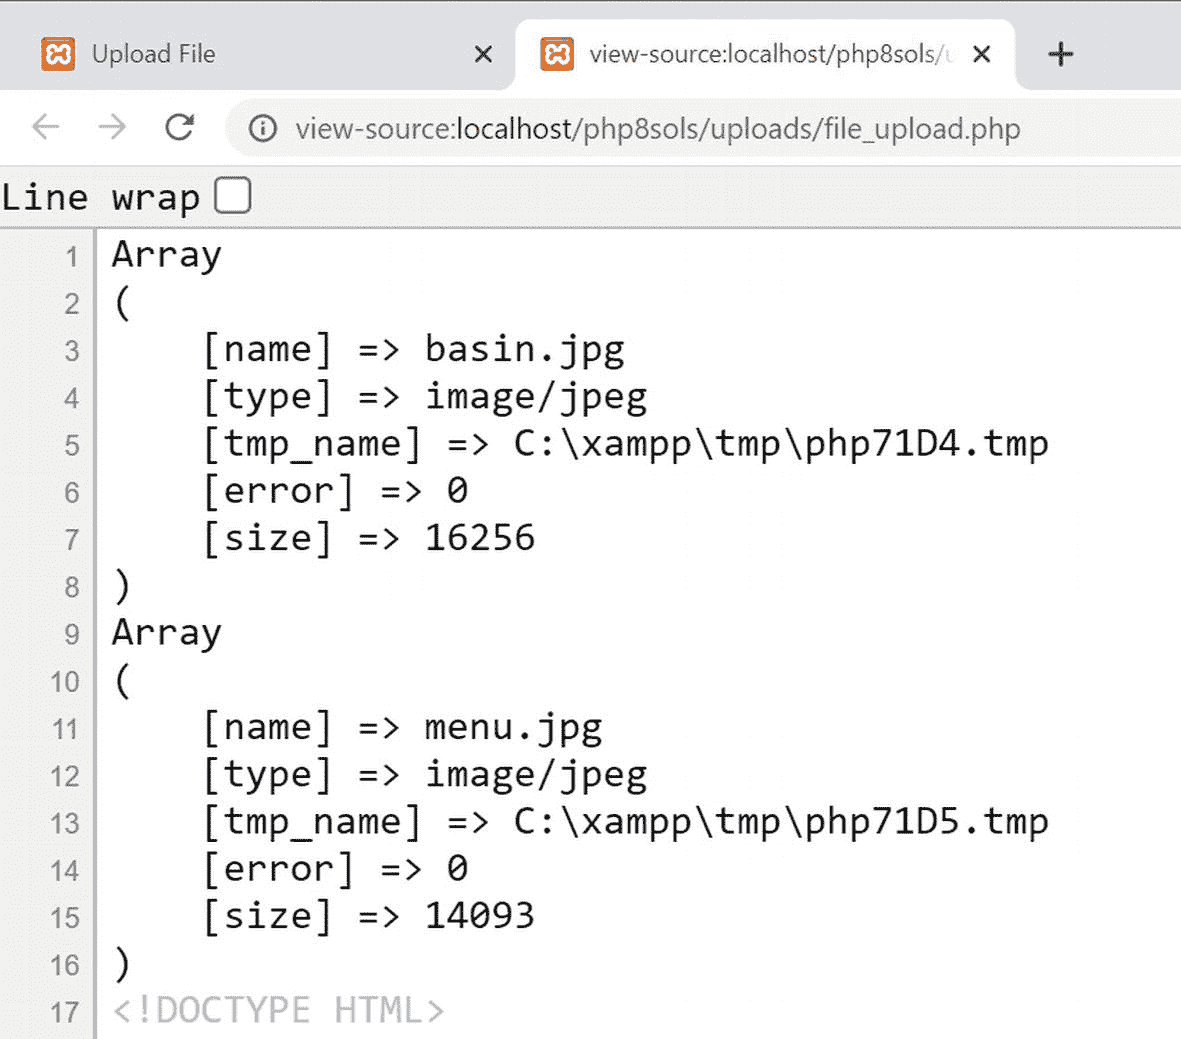 Upload File
view-source:localhost/php8sols/u
view-source:localhost/php8sols/uploads/file_upload.php
Line wrap
1 Array
2 (
3 [name] => basin.jpg
4 [type] => image/jpeg
5 [tmp_name] => C:\xampp\tmp\php71D4.tmp
6 [error] => 0
7 [size] => 16256
8 )
9 Array
10 (
11 [name] => menu.jpg
12 [type] => image/jpeg
13 [tmp_name] => C:\xampp\tmp\php71D5.tmp
14 [error] => 0
15 [size] => 14093
16 )
17 <!DOCTYPE HTML>